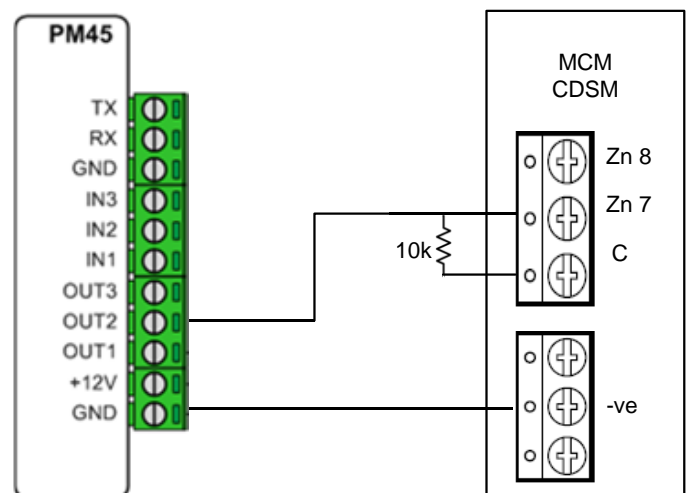 PM45
TX
RX
GND
IN3
IN2
IN1
OUT3
OUT2
OUT1
+12V
GND
10k
MCM
CDSM
Zn 8
Zn 7
C
-ve